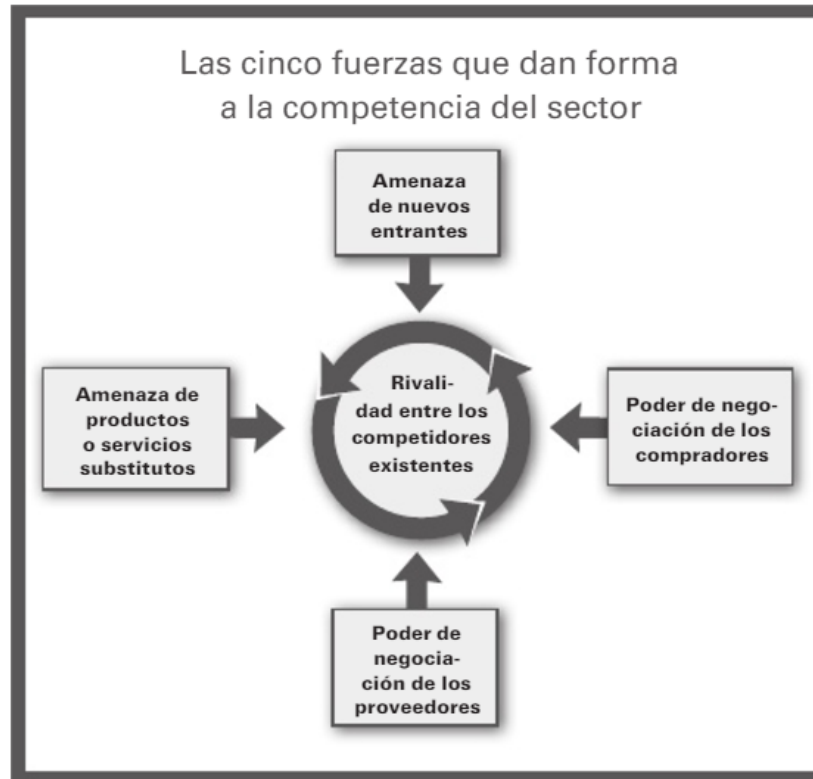 Las cinco fuerzas que dan forma
a la competencia del sector
Amenaza
de nuevos
entrantes
Amenaza de
productos
o servicios
substitutos
Rivali-
dad entre los
competidores
existentes
Poder de nego-
ciación de los
compradores
Poder de
negocia-
ción de los
proveedores